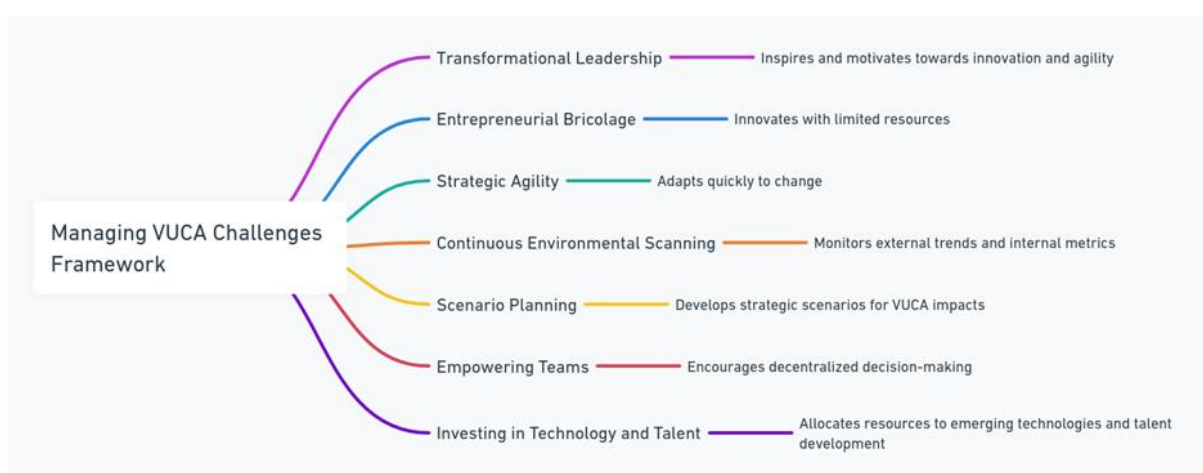 Managing VUCA Challenges
Framework
Transformational Leadership
Inspires and motivates towards innovation and agility
Entrepreneurial Bricolage
Innovates with limited resources
Strategic Agility
Adapts quickly to change
Continuous Environmental Scanning
Monitors external trends and internal metrics
Scenario Planning
Develops strategic scenarios for VUCA impacts
Empowering Teams
Encourages decentralized decision-making
Investing in Technology and Talent
Allocates resources to emerging technologies and talent
development